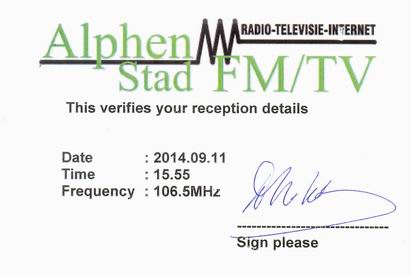 RADIO-TELEVISIE-INTERNET
Alphen
Stad FM/TV
This verifies your reception details
Date : 2014.09.11
Time : 15.55
Frequency : 106.5MHz
Sign please